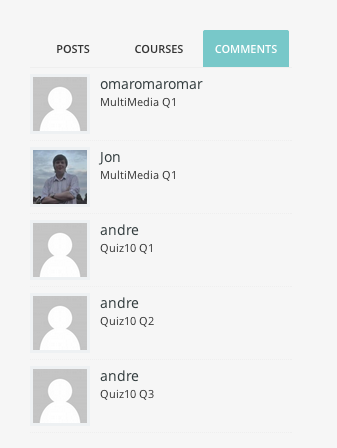 POSTS COURSES COMMENTS
omaromaromar
MultiMedia Q1
Jon
MultiMedia Q1
andre
Quiz10 Q1
andre
Quiz10 Q2
andre
Quiz10 Q3